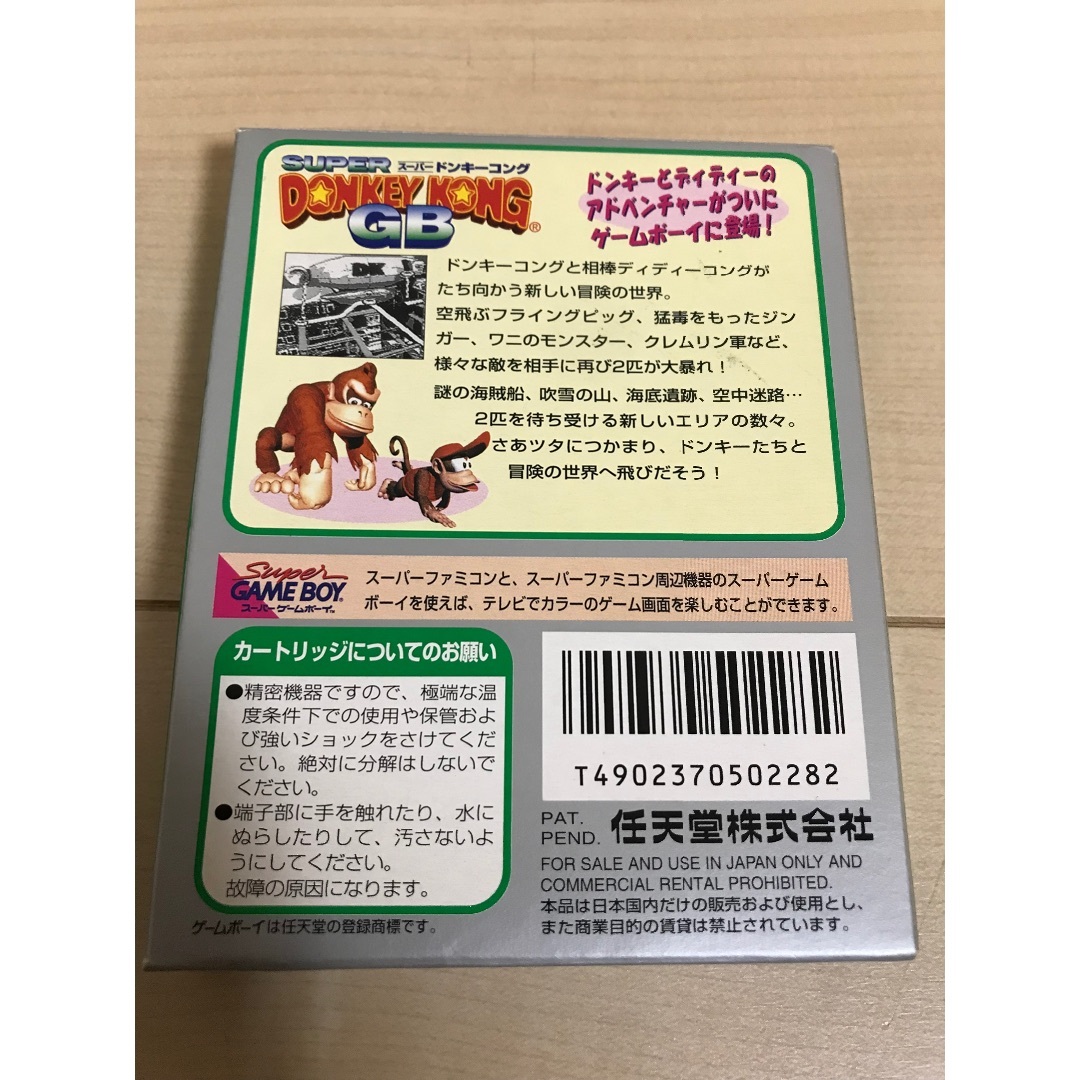 SUPER スーパードンキーコング
DONKEY KONG®
GB
ドンキーとディディーの
アドベンチャーがついに
ゲームボーイに登場!
DK
ドンキーコングと相棒ディディーコングが
たち向かう新しい冒険の世界。
空飛ぶフライングピッグ、猛毒をもったジン
ガー、ワニのモンスター、クレムリン軍など、
様々な敵を相手に再び2匹が大暴れ!
謎の海賊船、吹雪の山、海底遺跡、空中迷路…
2匹を待ち受ける新しいエリアの数々。
さあツタにつかまり、ドンキーたちと
冒険の世界へ飛びだそう!
Super
GAME BOY
スーパーゲームボーイ™
スーパーファミコンと、スーパーファミコン周辺機器のスーパーゲーム
ボーイを使えば、テレビでカラーのゲーム画面を楽しむことができます。
カートリッジについてのお願い
●精密機器ですので、極端な温
度条件下での使用や保管およ
び強いショックをさけてくだ
さい。絶対に分解はしないで
ください。
●端子部に手を触れたり、水に
ぬらしたりして、汚さないよ
うにしてください。
故障の原因になります。
ゲームボーイは任天堂の登録商標です。
T4902370502282
PAT.
PEND. 任天堂株式会社
FOR SALE AND USE IN JAPAN ONLY AND
COMMERCIAL RENTAL PROHIBITED.
本品は日本国内だけの販売および使用とし、
また商業目的の賃貸は禁止されています。